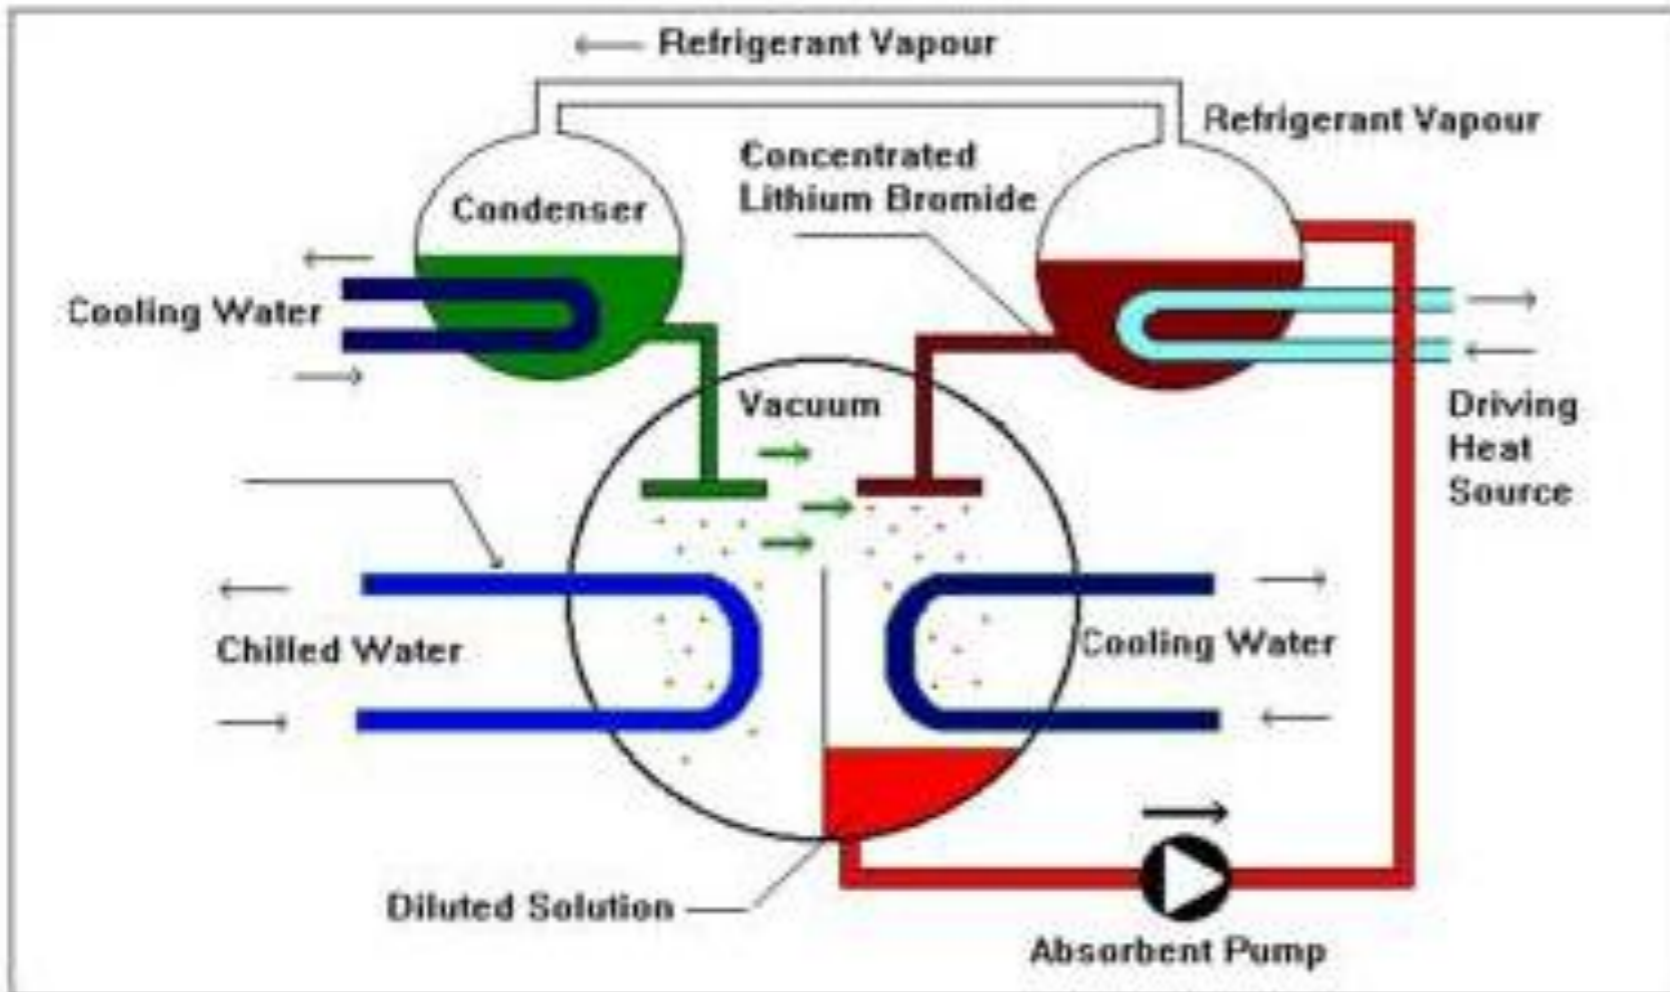 Refrigerant Vapour
Refrigerant Vapour
Concentrated
Lithium Bromide
Condenser
Cooling Water
Vacuum
Driving
Heat
Source
Chilled Water
Cooling Water
Diluted Solution
Absorbent Pump